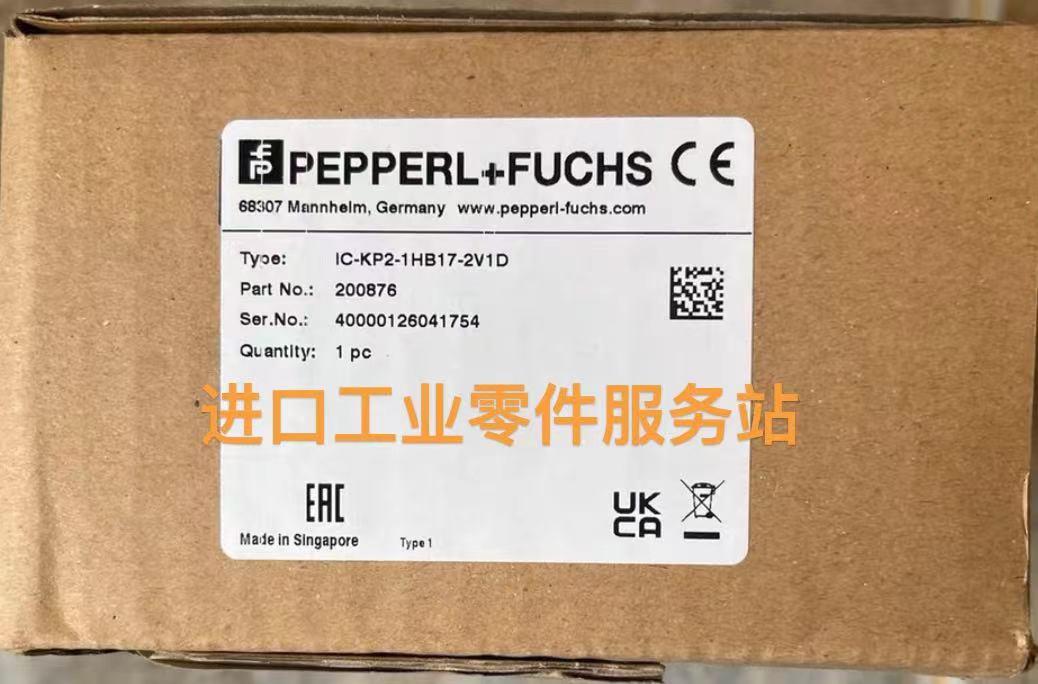 PEPPERL+FUCHS CE
68307 Mannheim, Germany www.pepperl-fuchs.com
Type: IC-KP2-1HB17-2V1D
Part No.: 200876
Ser.No.: 40000126041754
Quantity: 1 pc
进口工业零件服务站
EAC
UK
CA
Made in Singapore Type 1